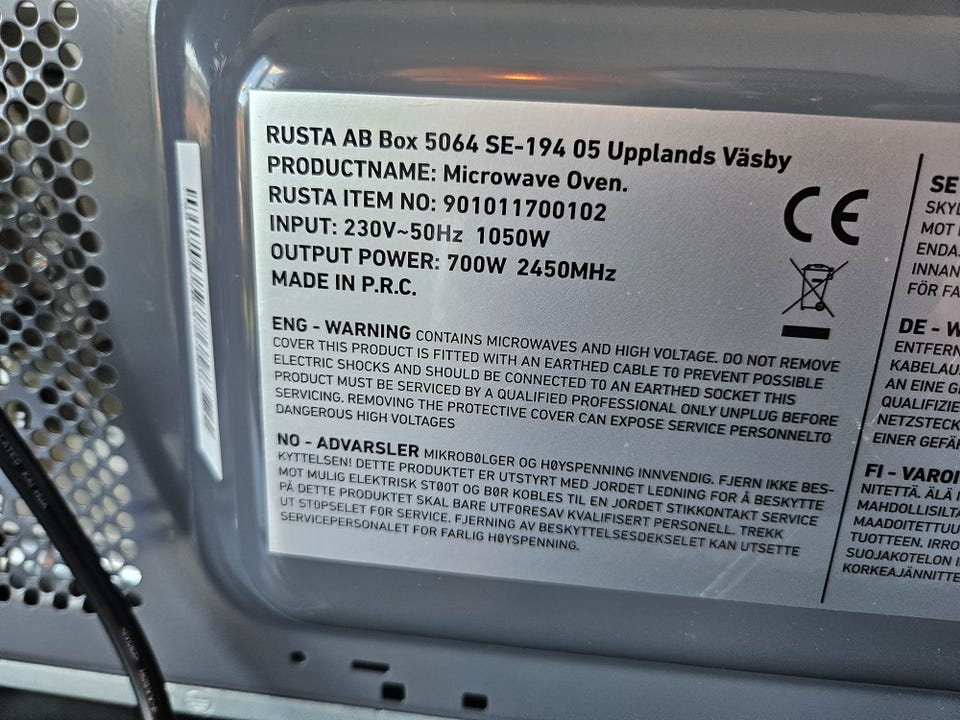 RUSTA AB Box 5064 SE-194 05 Upplands Väsby
PRODUCTNAME: Microwave Oven.
RUSTA ITEM NO: 901011700102
INPUT: 230V~50Hz 1050W
OUTPUT POWER: 700W 2450MHz
MADE IN P.R.C.
CE
ENG - WARNING CONTAINS MICROWAVES AND HIGH VOLTAGE. DO NOT REMOVE
COVER THIS PRODUCT IS FITTED WITH AN EARTHED CABLE TO PREVENT POSSIBLE
ELECTRIC SHOCKS AND SHOULD BE CONNECTED TO AN EARTHED SOCKET THIS
PRODUCT MUST BE SERVICED BY A QUALIFIED PROFESSIONAL ONLY UNPLUG BEFORE
SERVICING. REMOVING THE PROTECTIVE COVER CAN EXPOSE SERVICE PERSONNELTO
DANGEROUS HIGH VOLTAGES
NO - ADVARSLER MIKROBØLGER OG HØYSPENNING INNVENDIG. FJERN IKKE BES-
KYTTELSEN! DETTE PRODUKTET ER UTSTYRT MED JORDET LEDNING FOR Å BESKYTTE
MOT MULIG ELEKTRISK STØØT OG BØR KOBLES TIL EN JORDET STIKKONTAKT SERVICE
PÅ DETTE PRODUKTET SKAL BARE UTFØRESAV KVALIFISERT PERSONELL. TREKK
UT STØPSELET FØR SERVICE. FJERNING AV BESKYTTELSESDEKSELET KAN UTSETTE
SERVICEPERSONALET FOR FARLIG HØYSPENNING.
SE
SKYL
MOT
ENDA
INNAN
FÖR FA
DE - W
ENTFERN
KABELAU
AN EINE G
QUALIFIZIE
NETZSTECK
EINER GEFÄ
FI - VAROI
NITETTÄ. ÄLÄ
MAHDOLLISILTA
MAADOITETTUU
TUOTTEEN. IRRO
SUOJAKOTELON
KORKEAJÄNNITTE